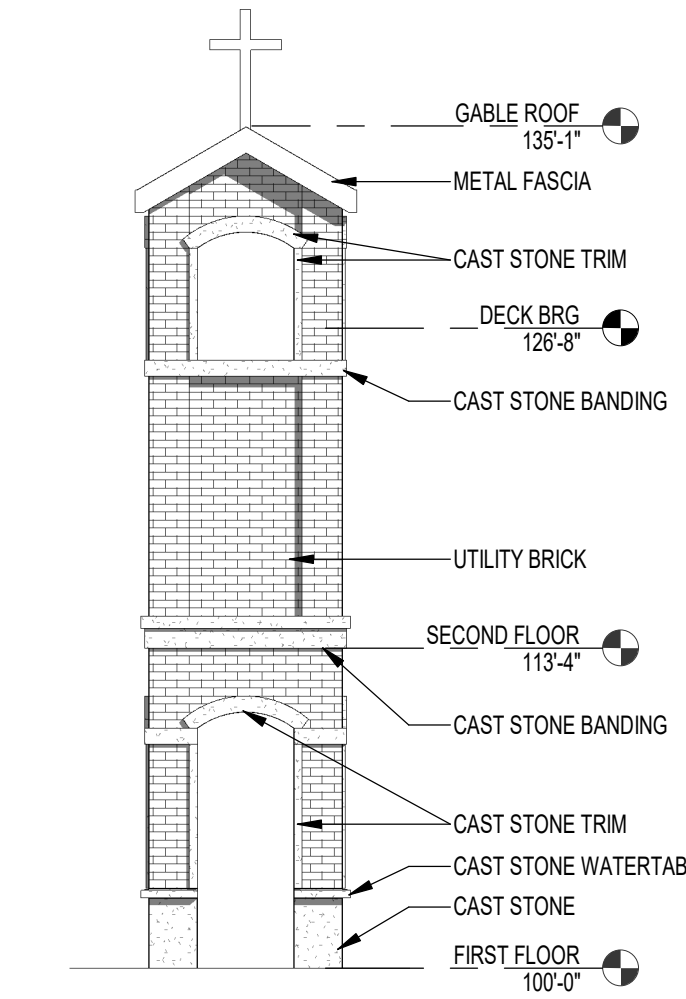 GABLE ROOF
135'-1"
METAL FASCIA
CAST STONE TRIM
DECK BRG
126'-8"
CAST STONE BANDING
UTILITY BRICK
SECOND FLOOR
113'-4"
CAST STONE BANDING
CAST STONE TRIM
CAST STONE WATERTAB
CAST STONE
FIRST FLOOR
100'-0"